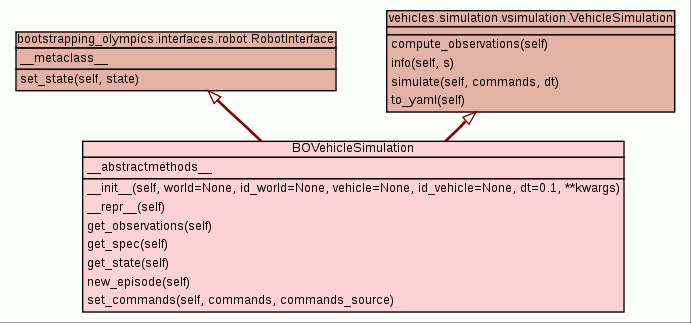 bootstrapping_olympics.interfaces.robot.RobotInterface
__metaclass__
set_state(self, state)
vehicles.simulation.vsimulation.VehicleSimulation
compute_observations(self)
info(self, s)
simulate(self, commands, dt)
to_yaml(self)
BOVehicleSimulation
__abstractmethods__
__init__(self, world=None, id_world=None, vehicle=None, id_vehicle=None, dt=0.1, **kwargs)
__repr__(self)
get_observations(self)
get_spec(self)
get_state(self)
new_episode(self)
set_commands(self, commands, commands_source)